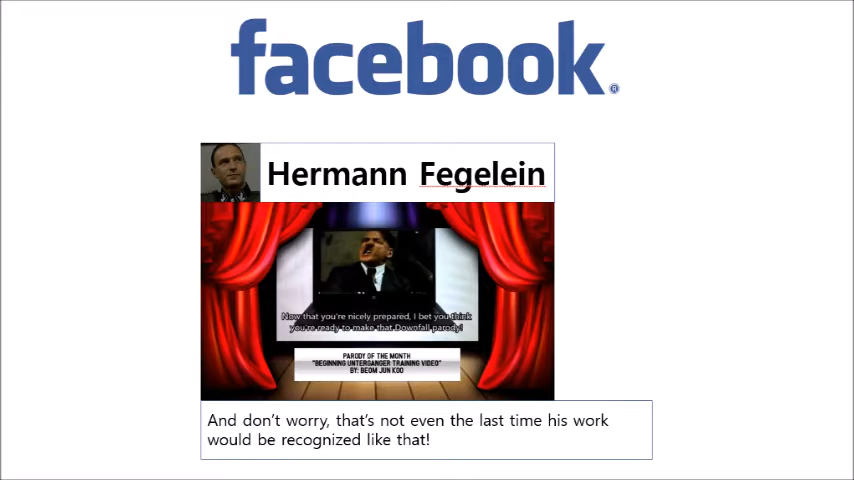 facebook®
Hermann Fegelein
Now that you're nicely prepared, I bet you think
you're ready to make that Downfall parody!
PARODY OF THE MONTH
"BEGINNING UNTERGANGER TRAINING VIDEO"
BY: BEOM JUN KOO
And don't worry, that's not even the last time his work
would be recognized like that!